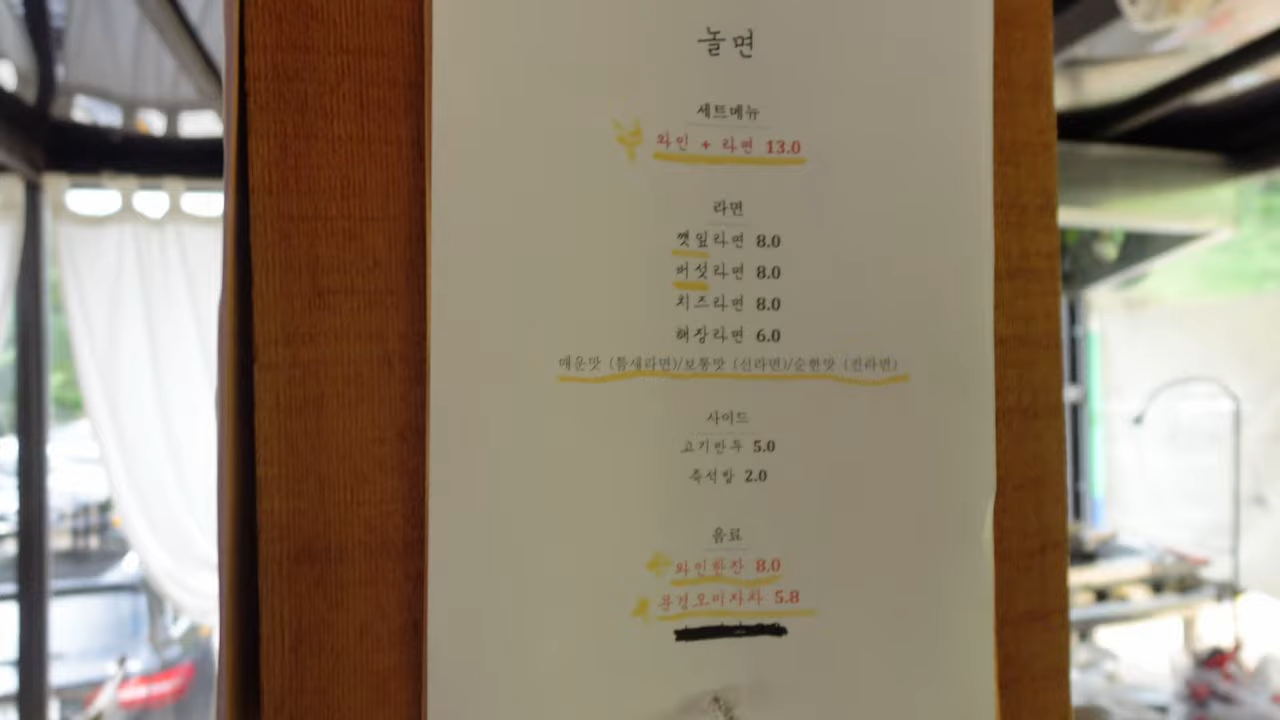 놀면
세트메뉴
와인 + 라면 13.0
라면
깻잎라면 8.0
버섯라면 8.0
치즈라면 8.0
해장라면 6.0
매운맛 (틈새라면)/보통맛 (신라면)/순한맛 (진라면)
사이드
고기만두 5.0
즉석밥 2.0
음료
와인한잔 8.0
문경오미자차 5.8